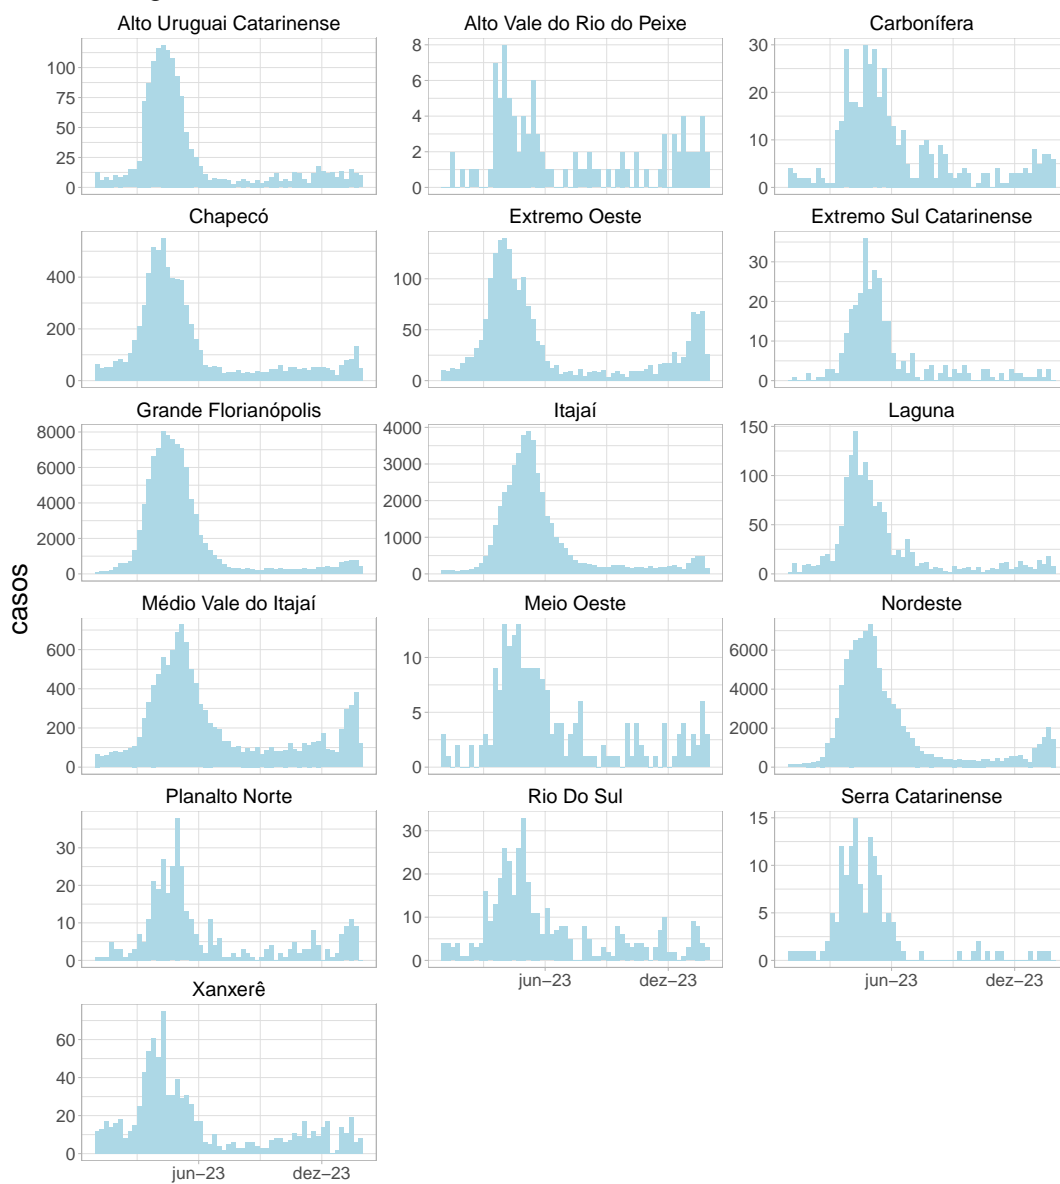 Alto Uruguai Catarinense
Alto Vale do Rio do Peixe
Carbonífera
100
75
50
25
0
8
6
4
2
0
30
20
10
0
Chapecó
Extremo Oeste
Extremo Sul Catarinense
400
200
0
100
50
0
30
20
10
0
Grande Florianópolis
Itajaí
Laguna
8000
6000
4000
2000
0
4000
3000
2000
1000
0
150
100
50
0
casos
Médio Vale do Itajaí
Meio Oeste
Nordeste
600
400
200
0
10
5
0
6000
4000
2000
0
Planalto Norte
Rio Do Sul
Serra Catarinense
30
20
10
0
30
20
10
0
15
10
5
0
jun−23
dez−23
jun−23
dez−23
Xanxerê
60
40
20
0
jun−23
dez−23